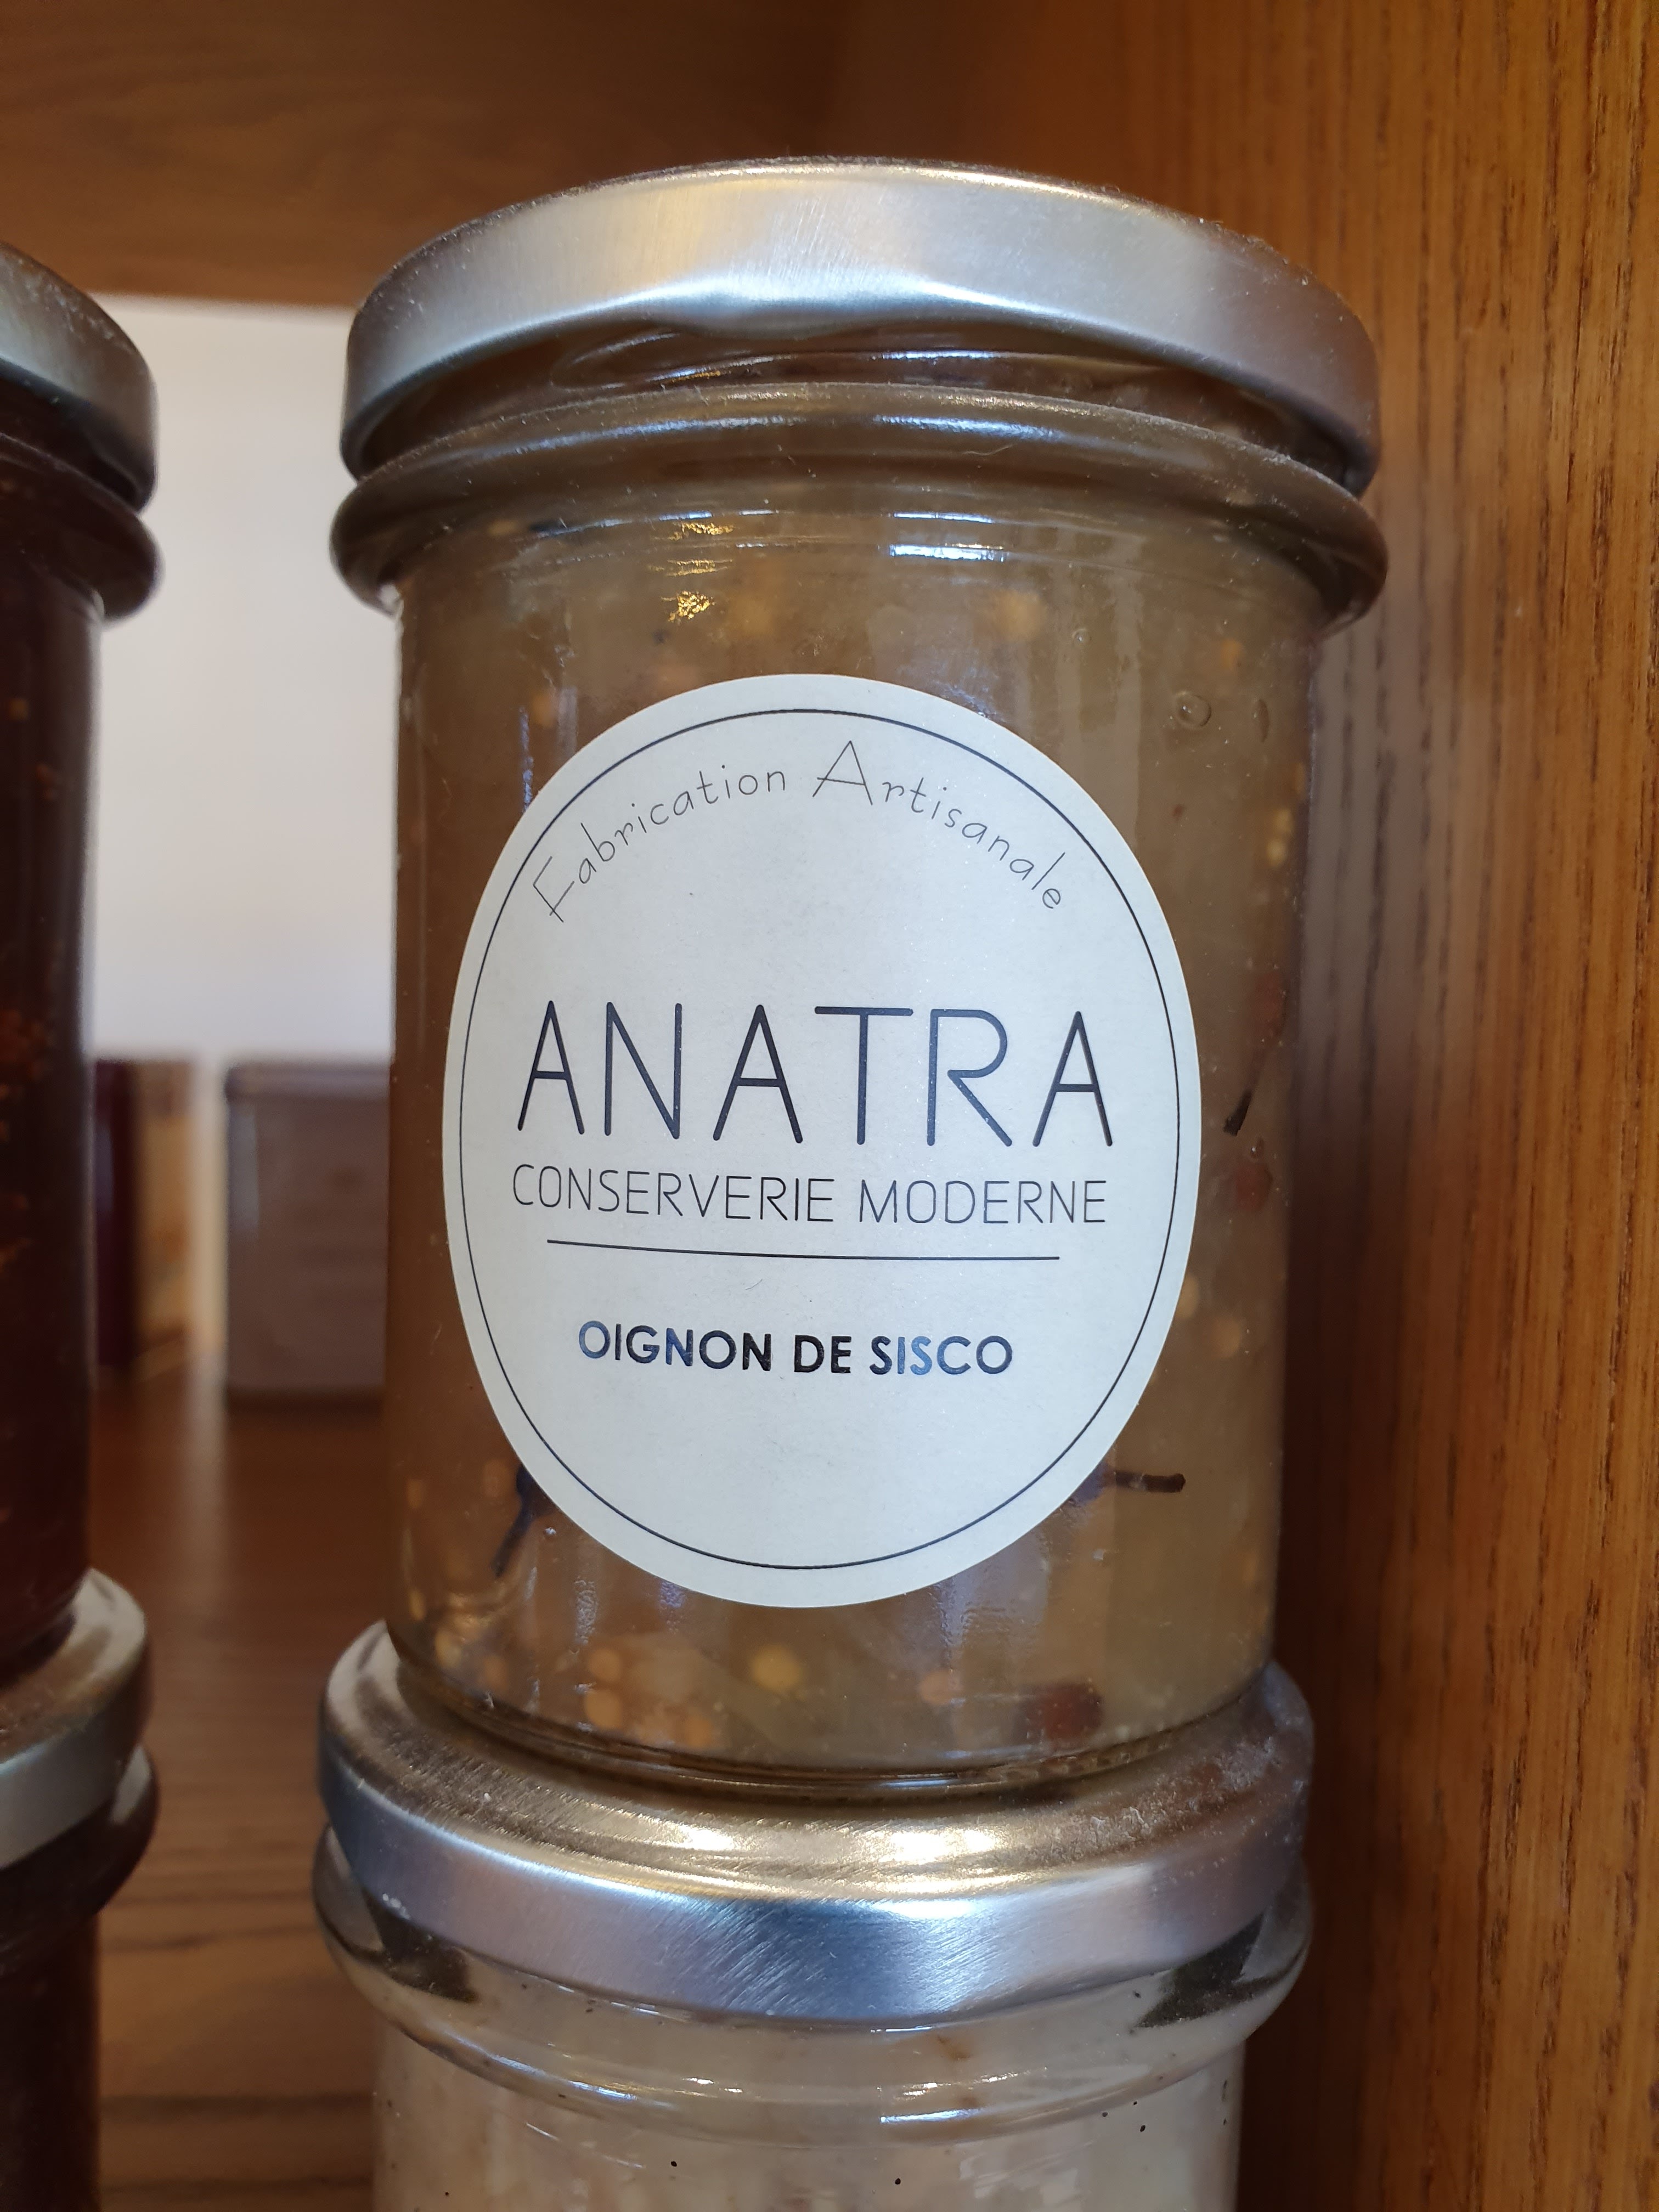 Fabrication Artisanale
ANATRA
CONSERVERIE MODERNE
OIGNON DE SISCO